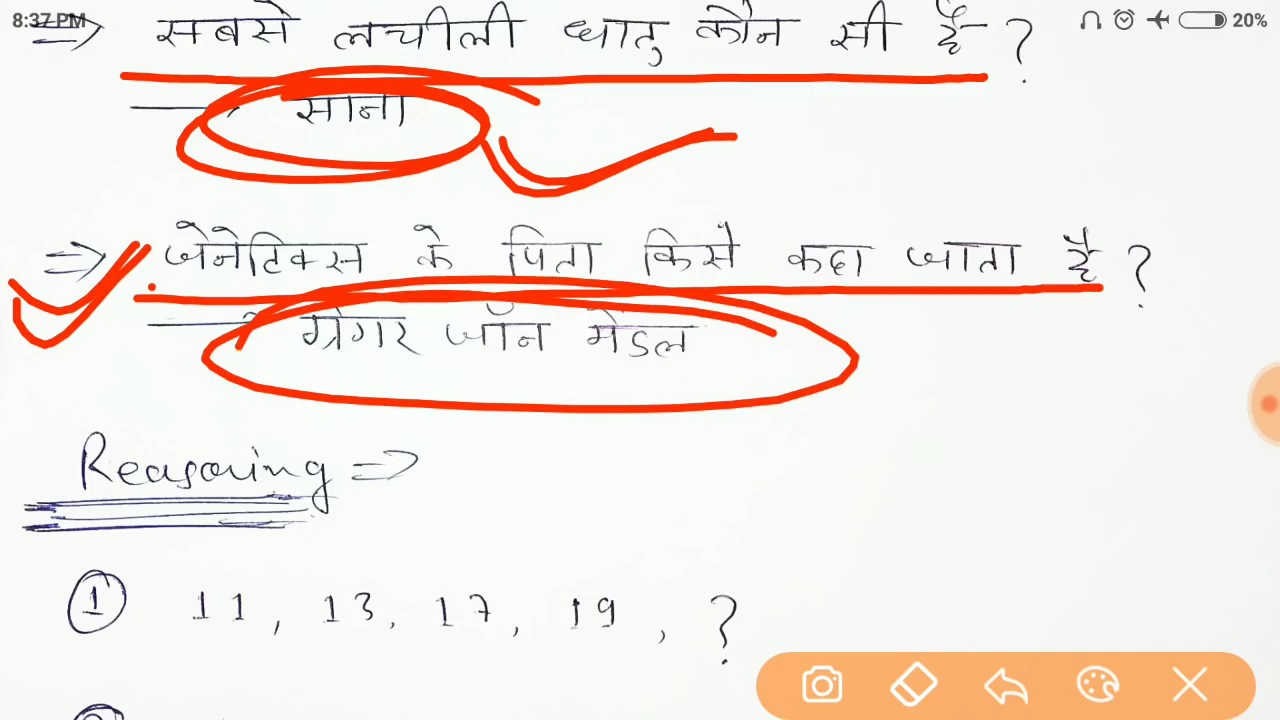 8:37 PM 20%
⇒ सबसे लचीली धातु कौन सी है ?
→ सोना
⇒ जेनेटिक्स के पिता किसे कहा जाता है ?
→ ग्रेगर जॉन मेंडल
Reasoning ⇒
① 11, 13, 17, 19, ?